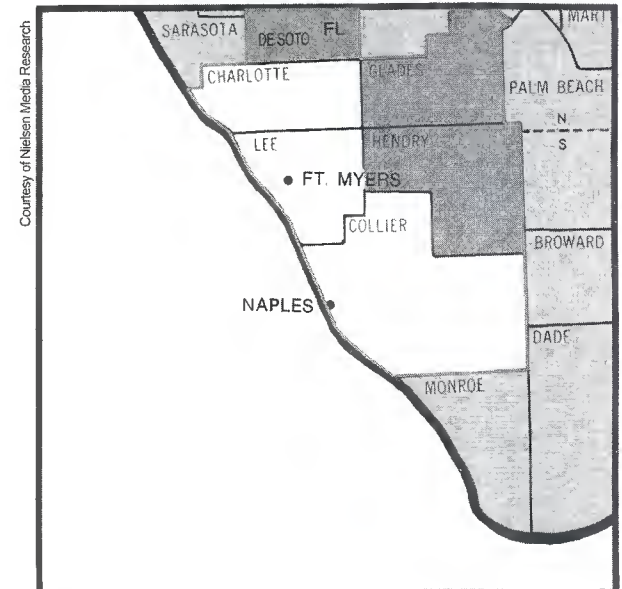 Courtesy of Nielsen Media Research
SARASOTA
DE SOTO
FL
MART
CHARLOTTE
GLADES
PALM BEACH
N
S
LEE
HENDRY
FT. MYERS
COLLIER
BROWARD
NAPLES
DADE
MONROE